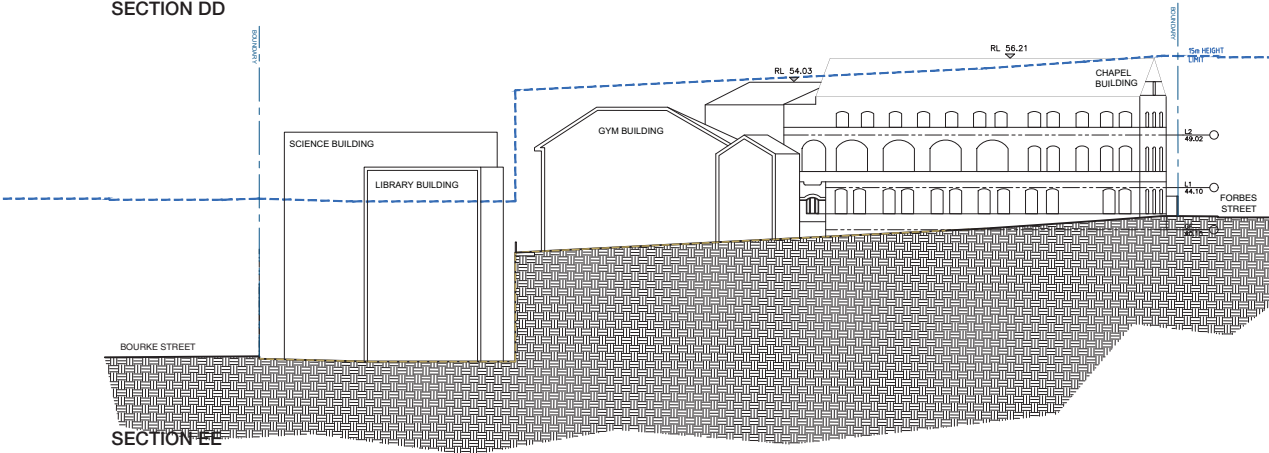 SECTION DD
BOUNDARY
BOUNDARY
RL 56.21
15m HEIGHT
LIMIT
RL 54.03
CHAPEL
BUILDING
GYM BUILDING
L2
49.02
SCIENCE BUILDING
LIBRARY BUILDING
L1
44.10
FORBES
STREET
BOURKE STREET
SECTION EE